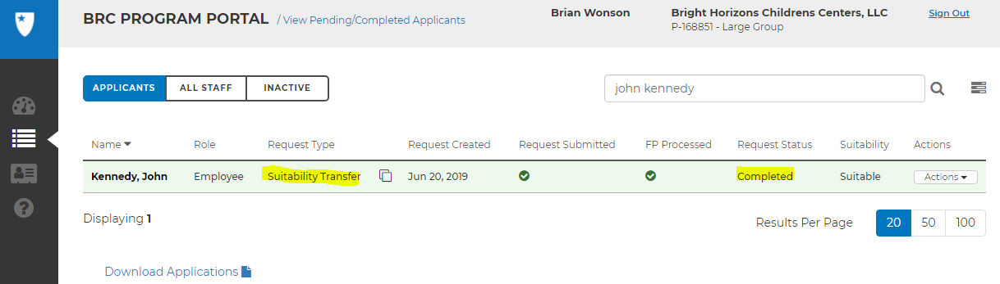 BRC PROGRAM PORTAL / View Pending/Completed Applicants
Brian Wonson
Bright Horizons Childrens Centers, LLC
P-168851 - Large Group
Sign Out
APPLICANTS ALL STAFF INACTIVE
john kennedy
Name Role Request Type Request Created Request Submitted FP Processed Request Status Suitability Actions
Kennedy, John Employee Suitability Transfer Jun 20, 2019 Completed Suitable Actions
Displaying 1
Results Per Page 20 50 100
Download Applications